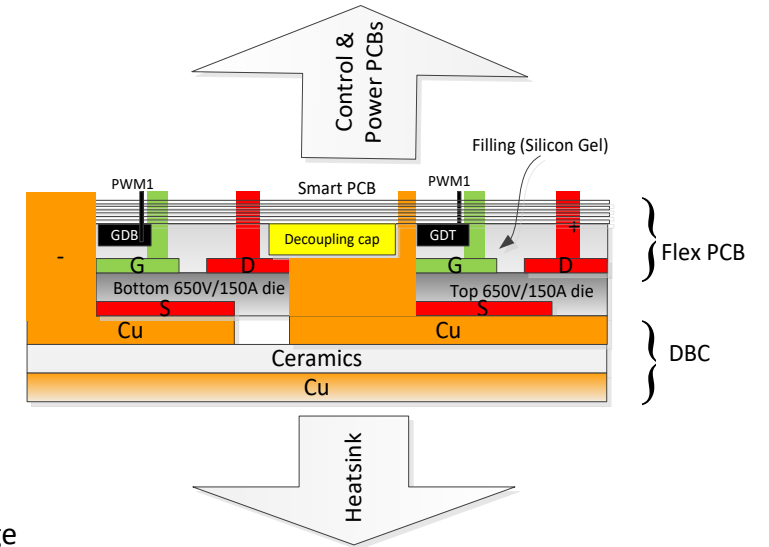 Control &
Power PCBs
Filling (Silicon Gel)
PWM1
Smart PCB
PWM1
GDB
Decoupling cap
GDT
+
-
G
D
G
D
Flex PCB
Bottom 650V/150A die
Top 650V/150A die
S
S
Cu
Cu
DBC
Ceramics
Cu
Heatsink
ge